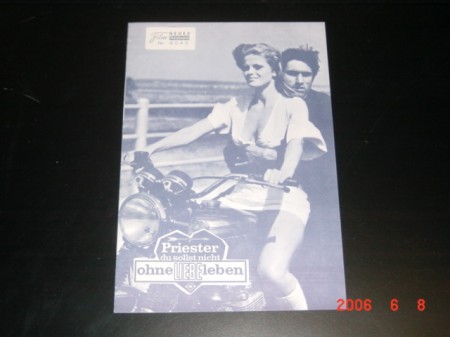 Priester
du sollst nicht
ohne LIEBE leben
2006 6 8